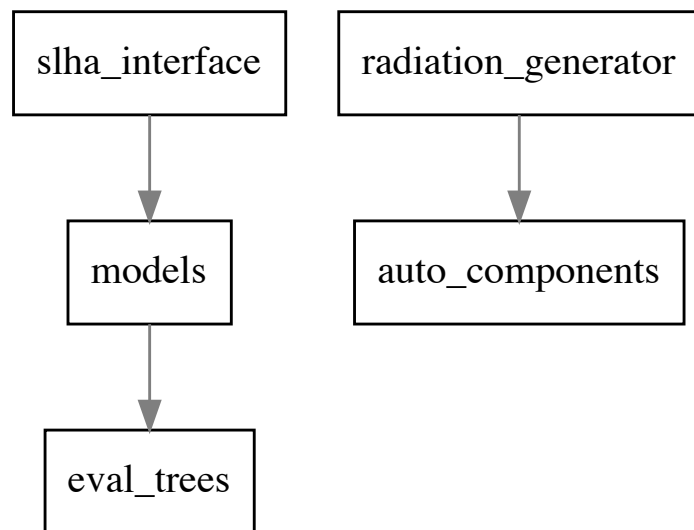 slha_interface
radiation_generator
models
auto_components
eval_trees